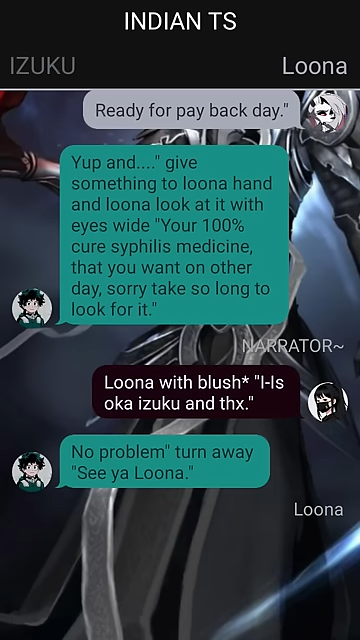 INDIAN TS
IZUKU
Loona
Ready for pay back day."
Yup and...." give
something to loona hand
and loona look at it with
eyes wide "Your 100%
cure syphilis medicine,
that you want on other
day, sorry take so long to
look for it."
NARRATOR~
Loona with blush* "I-Is
oka izuku and thx."
No problem" turn away
"See ya Loona."
Loona